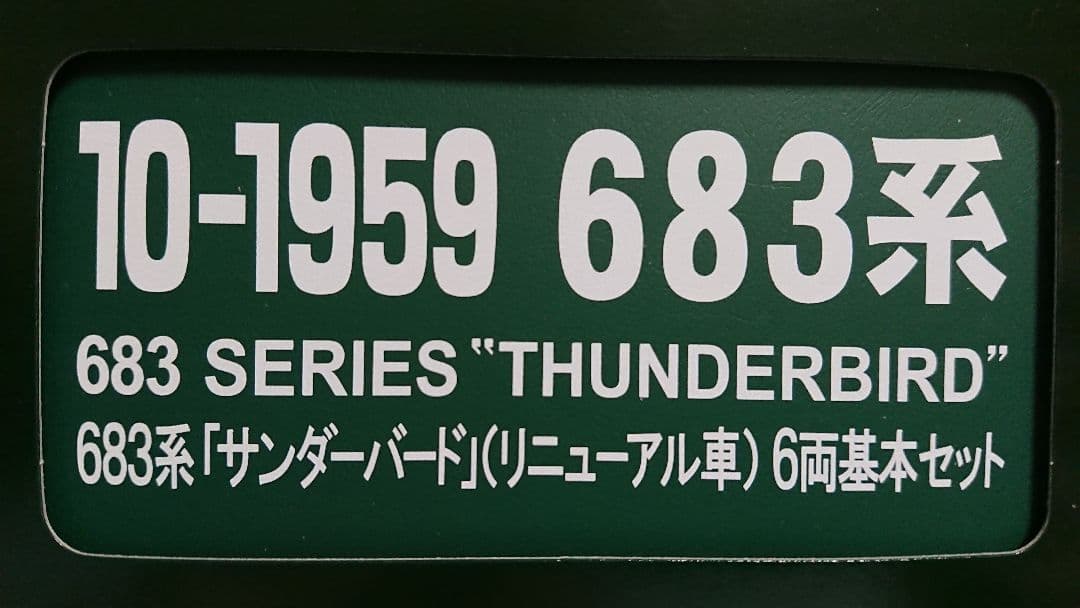 10-1959 683系
683 SERIES "THUNDERBIRD"
683系「サンダーバード」(リニューアル車) 6両基本セット